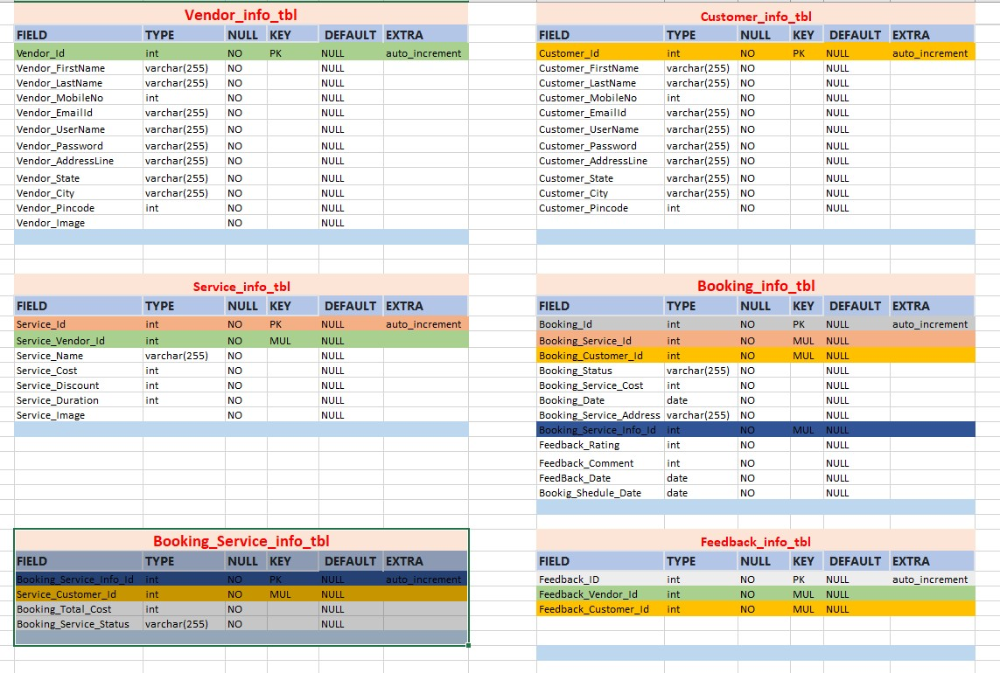 Vendor_info_tbl
FIELD TYPE NULL KEY DEFAULT EXTRA
Vendor_Id int NO PK NULL auto_increment
Vendor_FirstName varchar(255) NO NULL
Vendor_LastName varchar(255) NO NULL
Vendor_MobileNo int NO NULL
Vendor_EmailId varchar(255) NO NULL
Vendor_UserName varchar(255) NO NULL
Vendor_Password varchar(255) NO NULL
Vendor_AddressLine varchar(255) NO NULL
Vendor_State varchar(255) NO NULL
Vendor_City varchar(255) NO NULL
Vendor_Pincode int NO NULL
Vendor_Image NO NULL
Customer_info_tbl
FIELD TYPE NULL KEY DEFAULT EXTRA
Customer_Id int NO PK NULL auto_increment
Customer_FirstName varchar(255) NO NULL
Customer_LastName varchar(255) NO NULL
Customer_MobileNo int NO NULL
Customer_EmailId varchar(255) NO NULL
Customer_UserName varchar(255) NO NULL
Customer_Password varchar(255) NO NULL
Customer_AddressLine varchar(255) NO NULL
Customer_State varchar(255) NO NULL
Customer_City varchar(255) NO NULL
Customer_Pincode int NO NULL
Service_info_tbl
FIELD TYPE NULL KEY DEFAULT EXTRA
Service_Id int NO PK NULL auto_increment
Service_Vendor_Id int NO MUL NULL
Service_Name varchar(255) NO NULL
Service_Cost int NO NULL
Service_Discount int NO NULL
Service_Duration int NO NULL
Service_Image NO NULL
Booking_info_tbl
FIELD TYPE NULL KEY DEFAULT EXTRA
Booking_Id int NO PK NULL auto_increment
Booking_Service_Id int NO MUL NULL
Booking_Customer_Id int NO MUL NULL
Booking_Status varchar(255) NO NULL
Booking_Service_Cost int NO NULL
Booking_Date date NO NULL
Booking_Service_Address varchar(255) NO NULL
Booking_Service_Info_Id int NO MUL NULL
Feedback_Rating int NO NULL
Feedback_Comment int NO NULL
FeedBack_Date date NO NULL
Bookig_Shedule_Date date NO NULL
Booking_Service_info_tbl
FIELD TYPE NULL KEY DEFAULT EXTRA
Booking_Service_Info_Id int NO PK NULL auto_increment
Service_Customer_Id int NO MUL NULL
Booking_Total_Cost int NO NULL
Booking_Service_Status varchar(255) NO NULL
Feedback_info_tbl
FIELD TYPE NULL KEY DEFAULT EXTRA
Feedback_ID int NO PK NULL auto_increment
Feedback_Vendor_Id int NO MUL NULL
Feedback_Customer_Id int NO MUL NULL